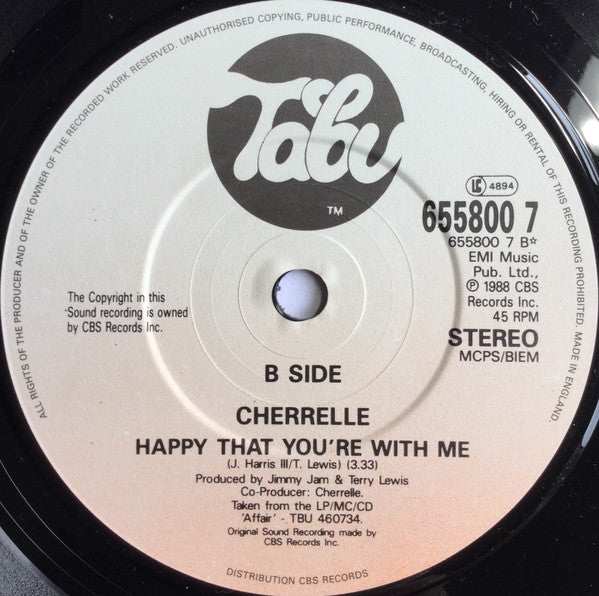 ALL RIGHTS OF THE PRODUCER AND OF THE OWNER OF THE RECORDED WORK RESERVED. UNAUTHORISED COPYING, PUBLIC PERFORMANCE, BROADCASTING, HIRING OR RENTAL OF THIS RECORDING PROHIBITED. MADE IN ENGLAND.
Tabu
TM
LC 4894
655800 7
655800 7 B☆
EMI Music
Pub. Ltd.,
℗ 1988 CBS
Records Inc.
45 RPM
STEREO
MCPS/BIEM
The Copyright in this
Sound recording is owned
by CBS Records Inc.
B SIDE
CHERRELLE
HAPPY THAT YOU'RE WITH ME
(J. Harris III/T. Lewis) (3.33)
Produced by Jimmy Jam & Terry Lewis
Co-Producer: Cherrelle.
Taken from the LP/MC/CD
'Affair' - TBU 460734.
Original Sound Recording made by
CBS Records Inc.
DISTRIBUTION CBS RECORDS